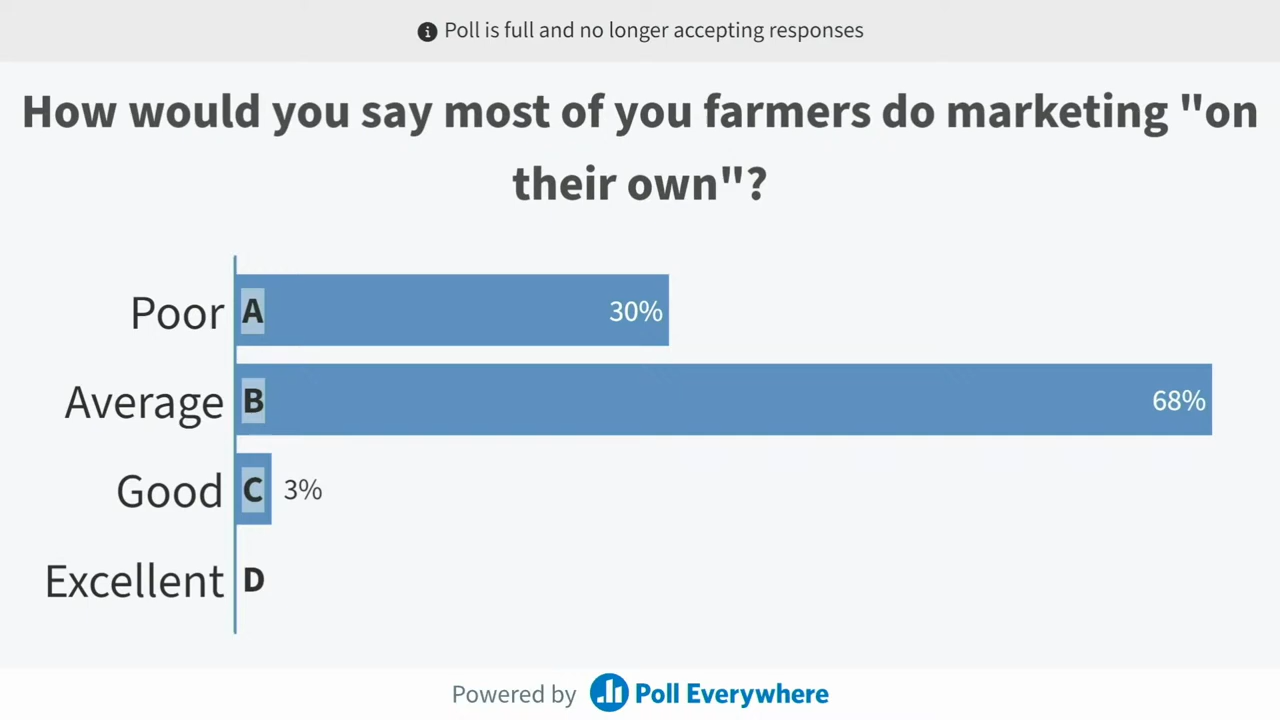 Poll is full and no longer accepting responses
How would you say most of you farmers do marketing "on
their own"?
Poor A 30%
Average B 68%
Good C 3%
Excellent D
Powered by Poll Everywhere